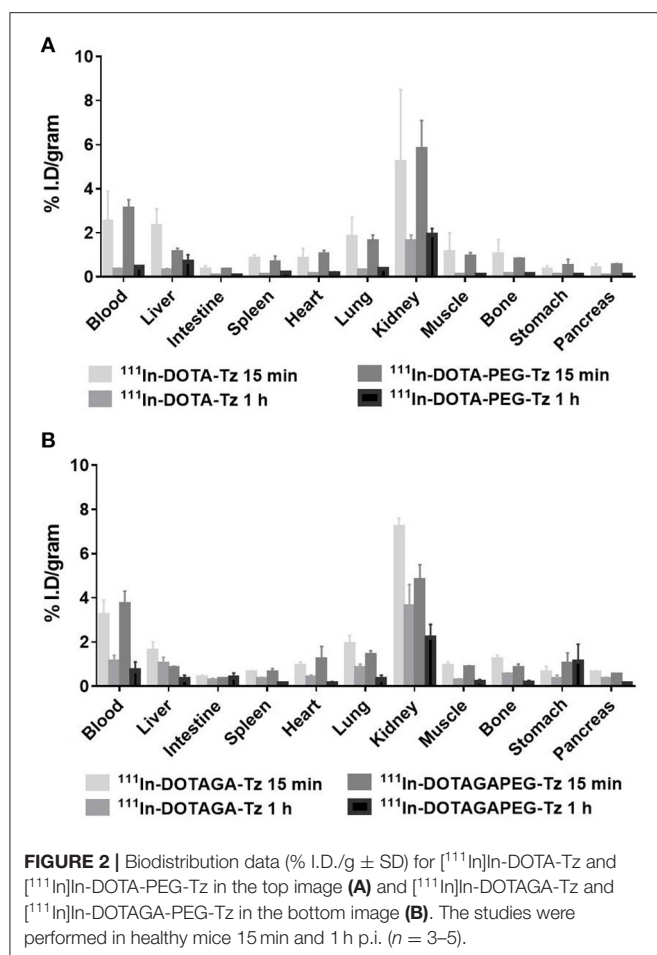 A
10
8
6
4
2
0
% I.D/gram
Blood
Liver
Intestine
Spleen
Heart
Lung
Kidney
Muscle
Bone
Stomach
Pancreas
¹¹¹In-DOTA-Tz 15 min
¹¹¹In-DOTA-PEG-Tz 15 min
¹¹¹In-DOTA-Tz 1 h
¹¹¹In-DOTA-PEG-Tz 1 h
B
10
8
6
4
2
0
% I.D/gram
Blood
Liver
Intestine
Spleen
Heart
Lung
Kidney
Muscle
Bone
Stomach
Pancreas
¹¹¹In-DOTAGA-Tz 15 min
¹¹¹In-DOTAGAPEG-Tz 15 min
¹¹¹In-DOTAGA-Tz 1 h
¹¹¹In-DOTAGAPEG-Tz 1 h
FIGURE 2 | Biodistribution data (% I.D./g ± SD) for [¹¹¹In]In-DOTA-Tz and
[¹¹¹In]In-DOTA-PEG-Tz in the top image (A) and [¹¹¹In]In-DOTAGA-Tz and
[¹¹¹In]In-DOTAGA-PEG-Tz in the bottom image (B). The studies were
performed in healthy mice 15 min and 1 h p.i. (n = 3–5).